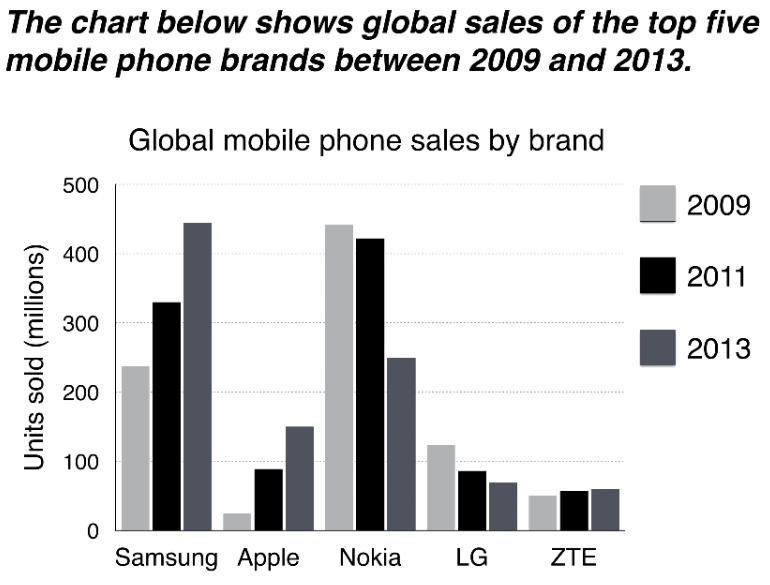 The chart below shows global sales of the top five
mobile phone brands between 2009 and 2013.
Global mobile phone sales by brand
Units sold (millions)
500
400
300
200
100
0
Samsung Apple Nokia LG ZTE
2009
2011
2013